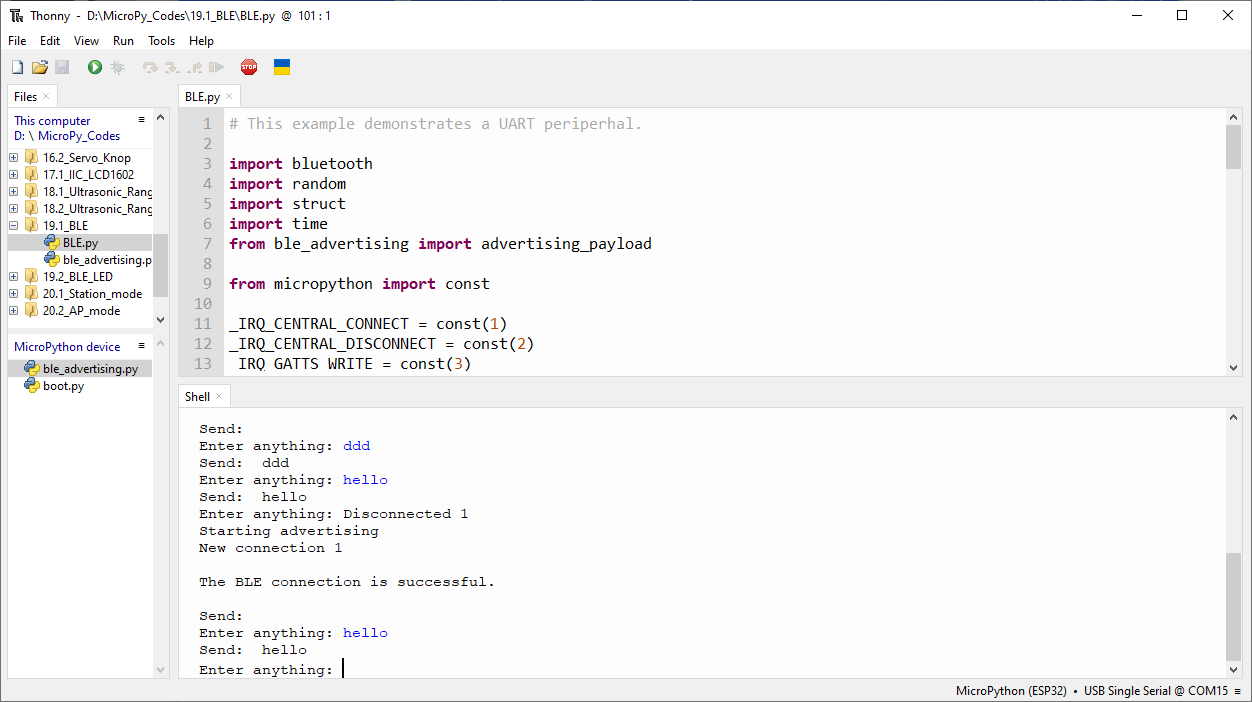 Thonny - D:\MicroPy_Codes\19.1_BLE\BLE.py @ 101 : 1
File Edit View Run Tools Help
STOP
Files
This computer
D: \ MicroPy_Codes
16.2_Servo_Knop
17.1_IIC_LCD1602
18.1_Ultrasonic_Rang
18.2_Ultrasonic_Rang
19.1_BLE
BLE.py
ble_advertising.p
19.2_BLE_LED
20.1_Station_mode
20.2_AP_mode
MicroPython device
ble_advertising.py
boot.py
BLE.py
1 # This example demonstrates a UART periperhal.
2
3 import bluetooth
4 import random
5 import struct
6 import time
7 from ble_advertising import advertising_payload
8
9 from micropython import const
10
11 _IRQ_CENTRAL_CONNECT = const(1)
12 _IRQ_CENTRAL_DISCONNECT = const(2)
13 _IRQ_GATTS_WRITE = const(3)
Shell
Send:
Enter anything: ddd
Send:  ddd
Enter anything: hello
Send:  hello
Enter anything: Disconnected 1
Starting advertising
New connection 1
The BLE connection is successful.
Send:
Enter anything: hello
Send:  hello
Enter anything:
MicroPython (ESP32) • USB Single Serial @ COM15 ≡